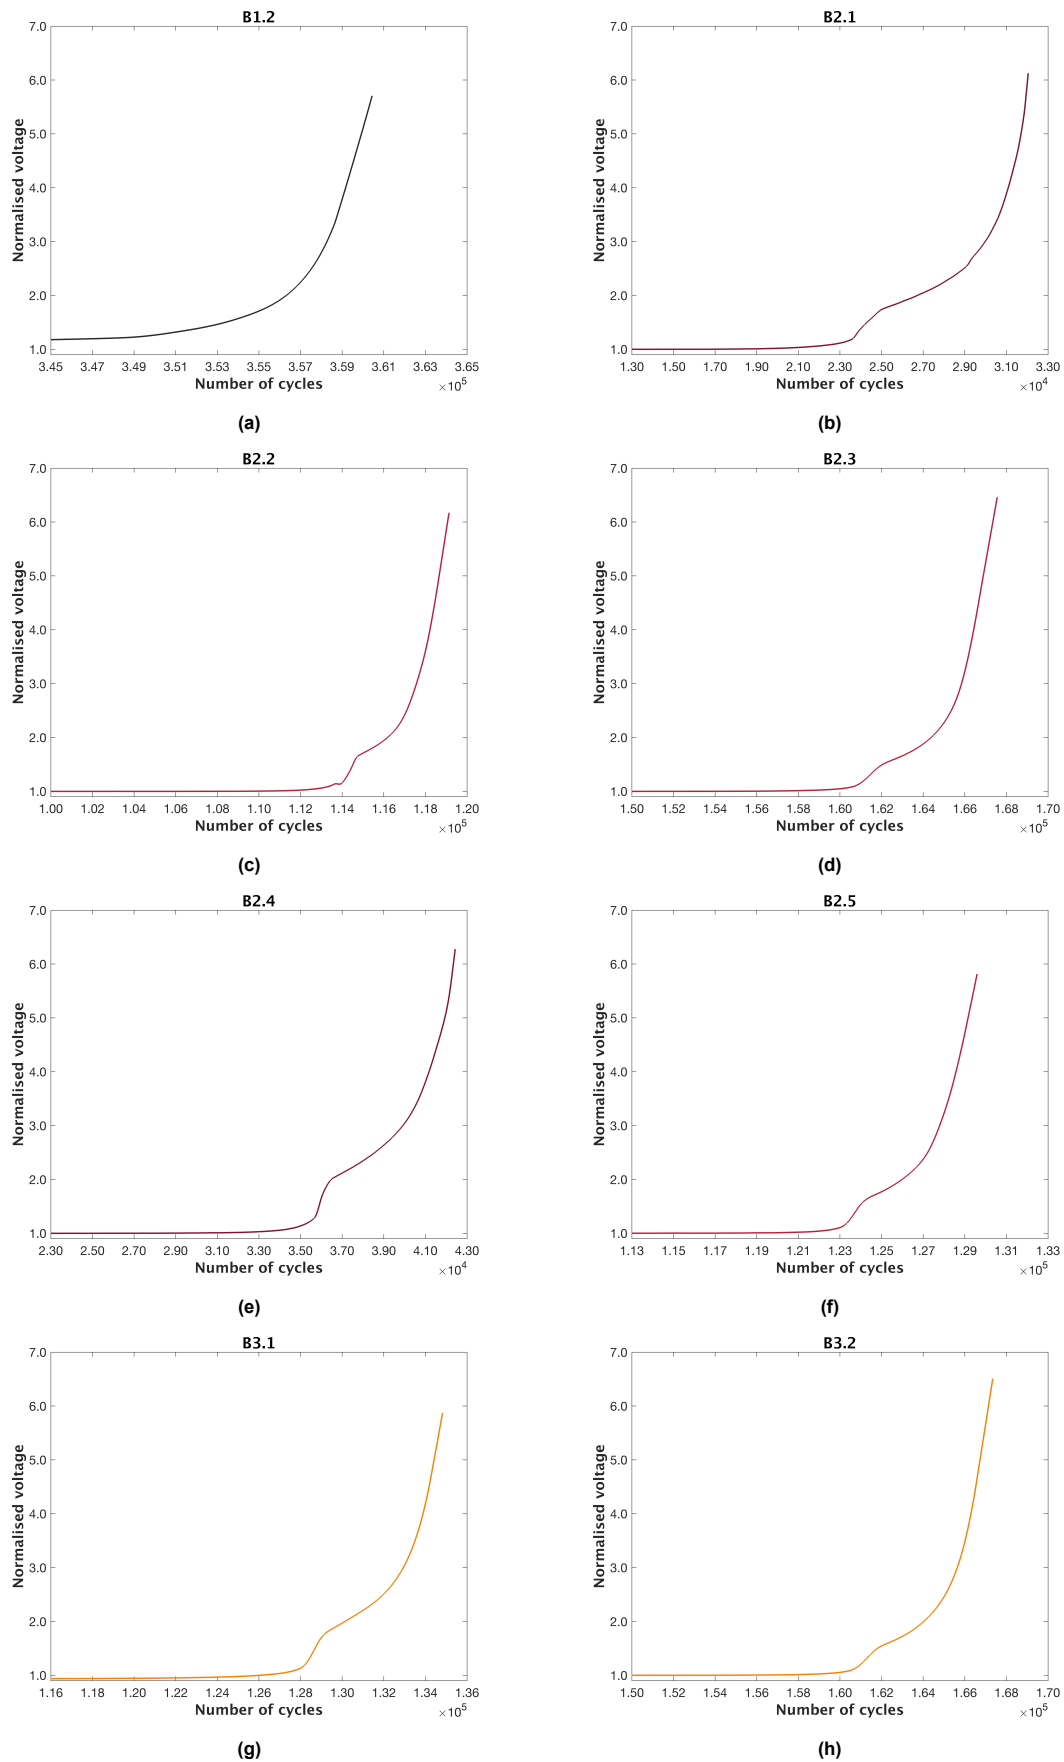 B1.2
7.0
6.0
5.0
4.0
3.0
2.0
1.0
Normalised voltage
3.45 3.47 3.49 3.51 3.53 3.55 3.57 3.59 3.61 3.63 3.65
Number of cycles
×10^5
(a)
B2.1
7.0
6.0
5.0
4.0
3.0
2.0
1.0
Normalised voltage
1.30 1.50 1.70 1.90 2.10 2.30 2.50 2.70 2.90 3.10 3.30
Number of cycles
×10^4
(b)
B2.2
7.0
6.0
5.0
4.0
3.0
2.0
1.0
Normalised voltage
1.00 1.02 1.04 1.06 1.08 1.10 1.12 1.14 1.16 1.18 1.20
Number of cycles
×10^5
(c)
B2.3
7.0
6.0
5.0
4.0
3.0
2.0
1.0
Normalised voltage
1.50 1.52 1.54 1.56 1.58 1.60 1.62 1.64 1.66 1.68 1.70
Number of cycles
×10^5
(d)
B2.4
7.0
6.0
5.0
4.0
3.0
2.0
1.0
Normalised voltage
2.30 2.50 2.70 2.90 3.10 3.30 3.50 3.70 3.90 4.10 4.30
Number of cycles
×10^4
(e)
B2.5
7.0
6.0
5.0
4.0
3.0
2.0
1.0
Normalised voltage
1.13 1.15 1.17 1.19 1.21 1.23 1.25 1.27 1.29 1.31 1.33
Number of cycles
×10^5
(f)
B3.1
7.0
6.0
5.0
4.0
3.0
2.0
1.0
Normalised voltage
1.16 1.18 1.20 1.22 1.24 1.26 1.28 1.30 1.32 1.34 1.36
Number of cycles
×10^5
(g)
B3.2
7.0
6.0
5.0
4.0
3.0
2.0
1.0
Normalised voltage
1.50 1.52 1.54 1.56 1.58 1.60 1.62 1.64 1.66 1.68 1.70
Number of cycles
×10^5
(h)